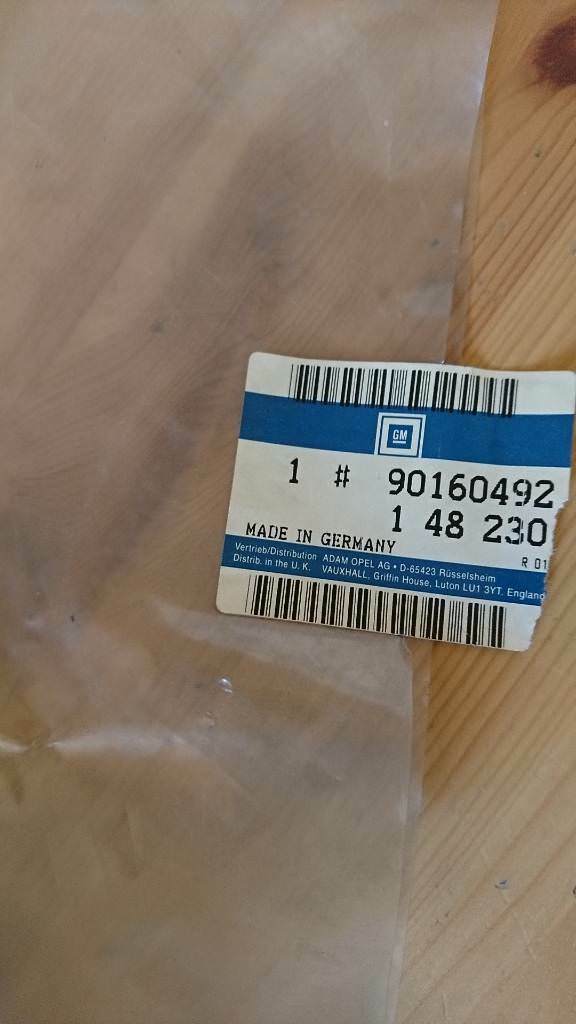 GM
1 # 90160492
1 48 230
MADE IN GERMANY
R 01
Vertrieb/Distribution ADAM OPEL AG • D-65423 Rüsselsheim
Distrib. in the U. K. VAUXHALL, Griffin House, Luton LU1 3YT. England